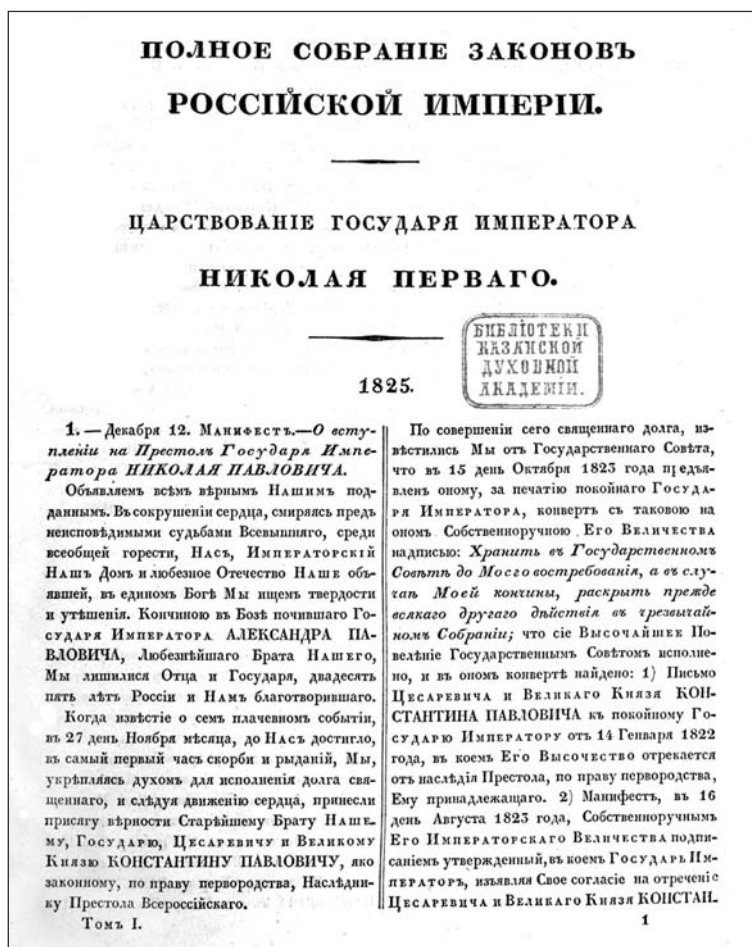 ПОЛНОЕ СОБРАНІЕ ЗАКОНОВЪ
РОССІЙСКОЙ ИМПЕРІИ.
ЦАРСТВОВАНІЕ ГОСУДАРЯ ИМПЕРАТОРА
НИКОЛАЯ ПЕРВАГО.
БИБЛІОТЕКИ
КАЗАНСКОЙ
ДУХОВНОЙ
АКАДЕМІИ.
1825.
1. — Декабря 12. Манифестъ.—О всту-
пленіи на Престолъ Государя Импе-
ратора НИКОЛАЯ ПАВЛОВИЧА.
Объявляемъ всѣмъ вѣрнымъ Нашимъ под-
даннымъ. Въ сокрушеніи сердца, смиряясь предъ
неисповѣдимыми судьбами Всевышняго, среди
всеобщей горести, Насъ, Императорскій
Нашъ Домъ и любезное Отечество Наше объ-
явшей, въ единомъ Богѣ Мы ищемъ твердости
и утѣшенія. Кончиною въ Бозѣ почившаго Го-
сударя Императора АЛЕКСАНДРА ПА-
ВЛОВИЧА, Любезнѣйшаго Брата Нашего,
Мы лишилися Отца и Государя, двадесять
пять лѣтъ Россіи и Намъ благотворившаго.
Когда извѣстіе о семъ плачевномъ событіи,
въ 27 день Ноября мѣсяца, до Насъ достигло,
въ самый первый часъ скорби и рыданій, Мы,
укрѣпляясь духомъ для исполненія долга свя-
щеннаго, и слѣдуя движенію сердца, принесли
присягу вѣрности Старѣйшему Брату Наше-
му, Государю, Цесаревичу и Великому
Князю КОНСТАНТИНУ ПАВЛОВИЧУ, яко
законному, по праву первородства, Наслѣдни-
ку Престола Всероссійскаго.
Томъ I.
По совершеніи сего священнаго долга, из-
вѣстились Мы отъ Государственнаго Совѣта,
что въ 15 день Октября 1823 года предъя-
вленъ оному, за печатію покойнаго Госуда-
ря Императора, конвертъ съ таковою на
ономъ Собственноручною Его Величества
надписью: Хранить въ Государственномъ
Совѣтѣ до Моего востребованія, а въ слу-
чаѣ Моей кончины, раскрыть прежде
всякаго другаго дѣйствія въ чрезвычай-
номъ Собраніи; что сіе Высочайшее По-
велѣніе Государственнымъ Совѣтомъ исполне-
но, и въ ономъ конвертѣ найдено: 1) Письмо
Цесаревича и Великаго Князя КОН-
СТАНТИНА ПАВЛОВИЧА къ покойному Го-
сударю Императору отъ 14 Генваря 1822
года, въ коемъ Его Высочество отрекается
отъ наслѣдія Престола, по праву первородства,
Ему принадлежащаго. 2) Манифестъ, въ 16
день Августа 1823 года, Собственноручнымъ
Его Императорскаго Величества подпи-
саніемъ утвержденный, въ коемъ Государь Им-
ператоръ, изъявляя Свое согласіе на отреченіе
Цесаревича и Великаго Князя КОНСТАН-
1